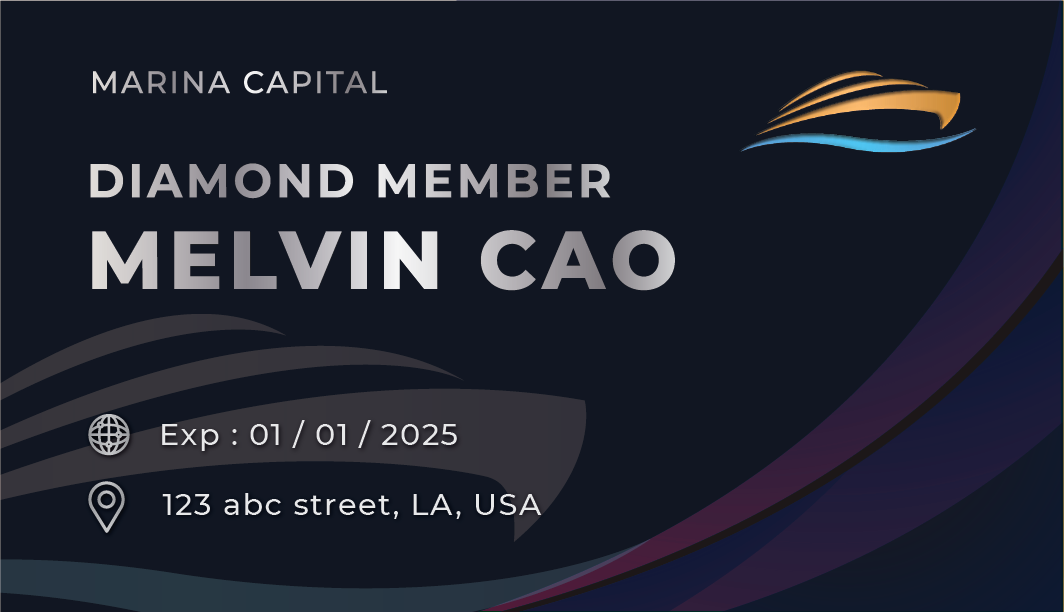 MARINA CAPITAL
DIAMOND MEMBER
MELVIN CAO
Exp : 01 / 01 / 2025
123 abc street, LA, USA